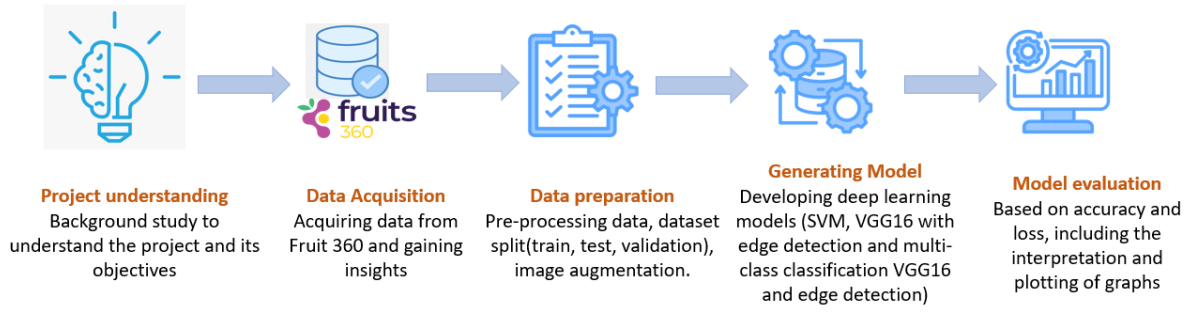 fruits
360
Project understanding
Background study to
understand the project and its
objectives
Data Acquisition
Acquiring data from
Fruit 360 and gaining
insights
Data preparation
Pre-processing data, dataset
split(train, test, validation),
image augmentation.
Generating Model
Developing deep learning
models (SVM, VGG16 with
edge detection and multi-
class classification VGG16
and edge detection)
Model evaluation
Based on accuracy and
loss, including the
interpretation and
plotting of graphs